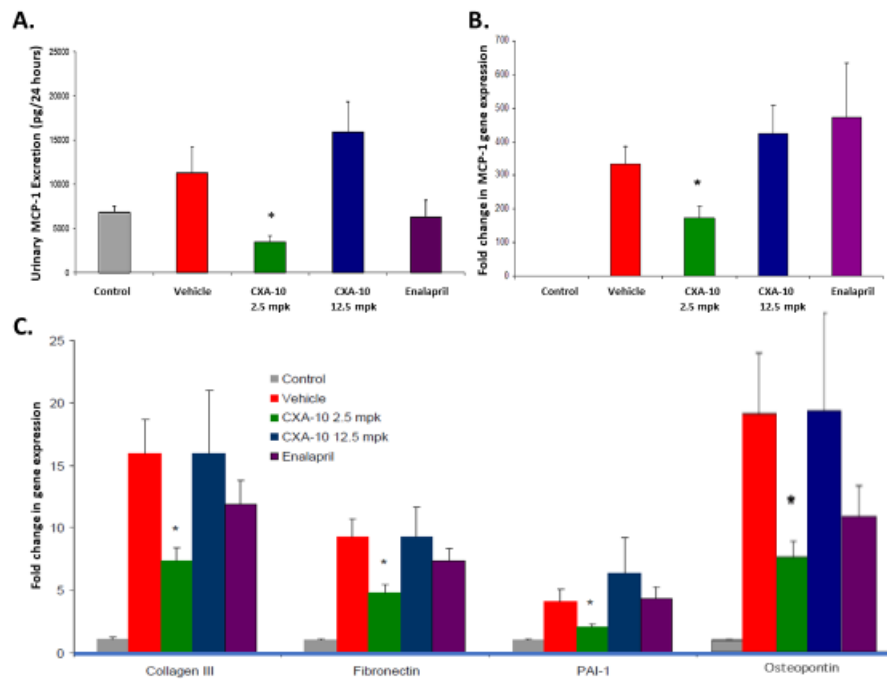 A.
Urinary MCP-1 Excretion (pg/24 hours)
25000
20000
15000
10000
5000
0
*
Control
Vehicle
CXA-10
2.5 mpk
CXA-10
12.5 mpk
Enalapril
B.
Fold change in MCP-1 gene expression
700
600
500
400
300
200
100
0
*
Control
Vehicle
CXA-10
2.5 mpk
CXA-10
12.5 mpk
Enalapril
C.
Fold change in gene expression
25
20
15
10
5
0
Control
Vehicle
CXA-10 2.5 mpk
CXA-10 12.5 mpk
Enalapril
*
*
*
*
Collagen III
Fibronectin
PAI-1
Osteopontin